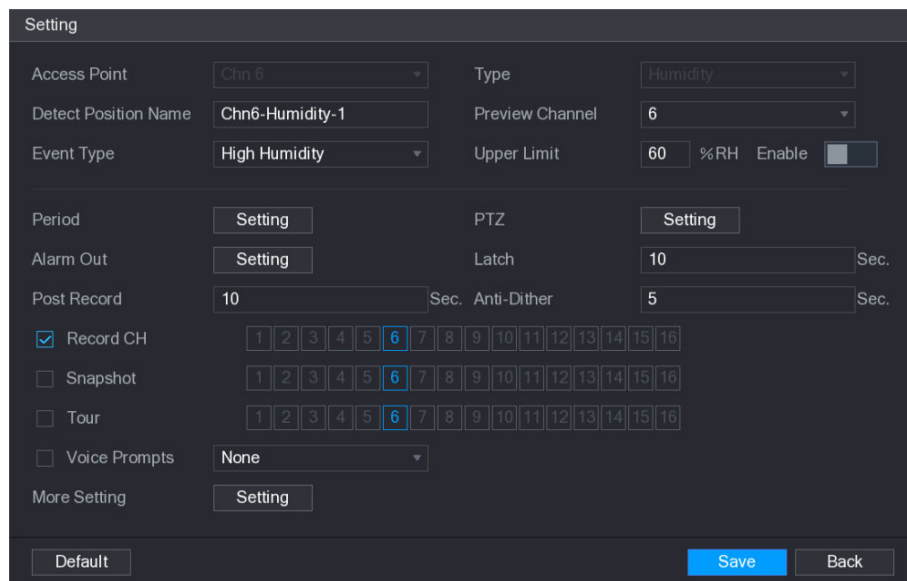 Setting
Access Point Chn 6 Type Humidity
Detect Position Name Chn6-Humidity-1 Preview Channel 6
Event Type High Humidity Upper Limit 60 %RH Enable
Period Setting PTZ Setting
Alarm Out Setting Latch 10 Sec.
Post Record 10 Sec. Anti-Dither 5 Sec.
Record CH 1 2 3 4 5 6 7 8 9 10 11 12 13 14 15 16
Snapshot 1 2 3 4 5 6 7 8 9 10 11 12 13 14 15 16
Tour 1 2 3 4 5 6 7 8 9 10 11 12 13 14 15 16
Voice Prompts None
More Setting Setting
Default Save Back